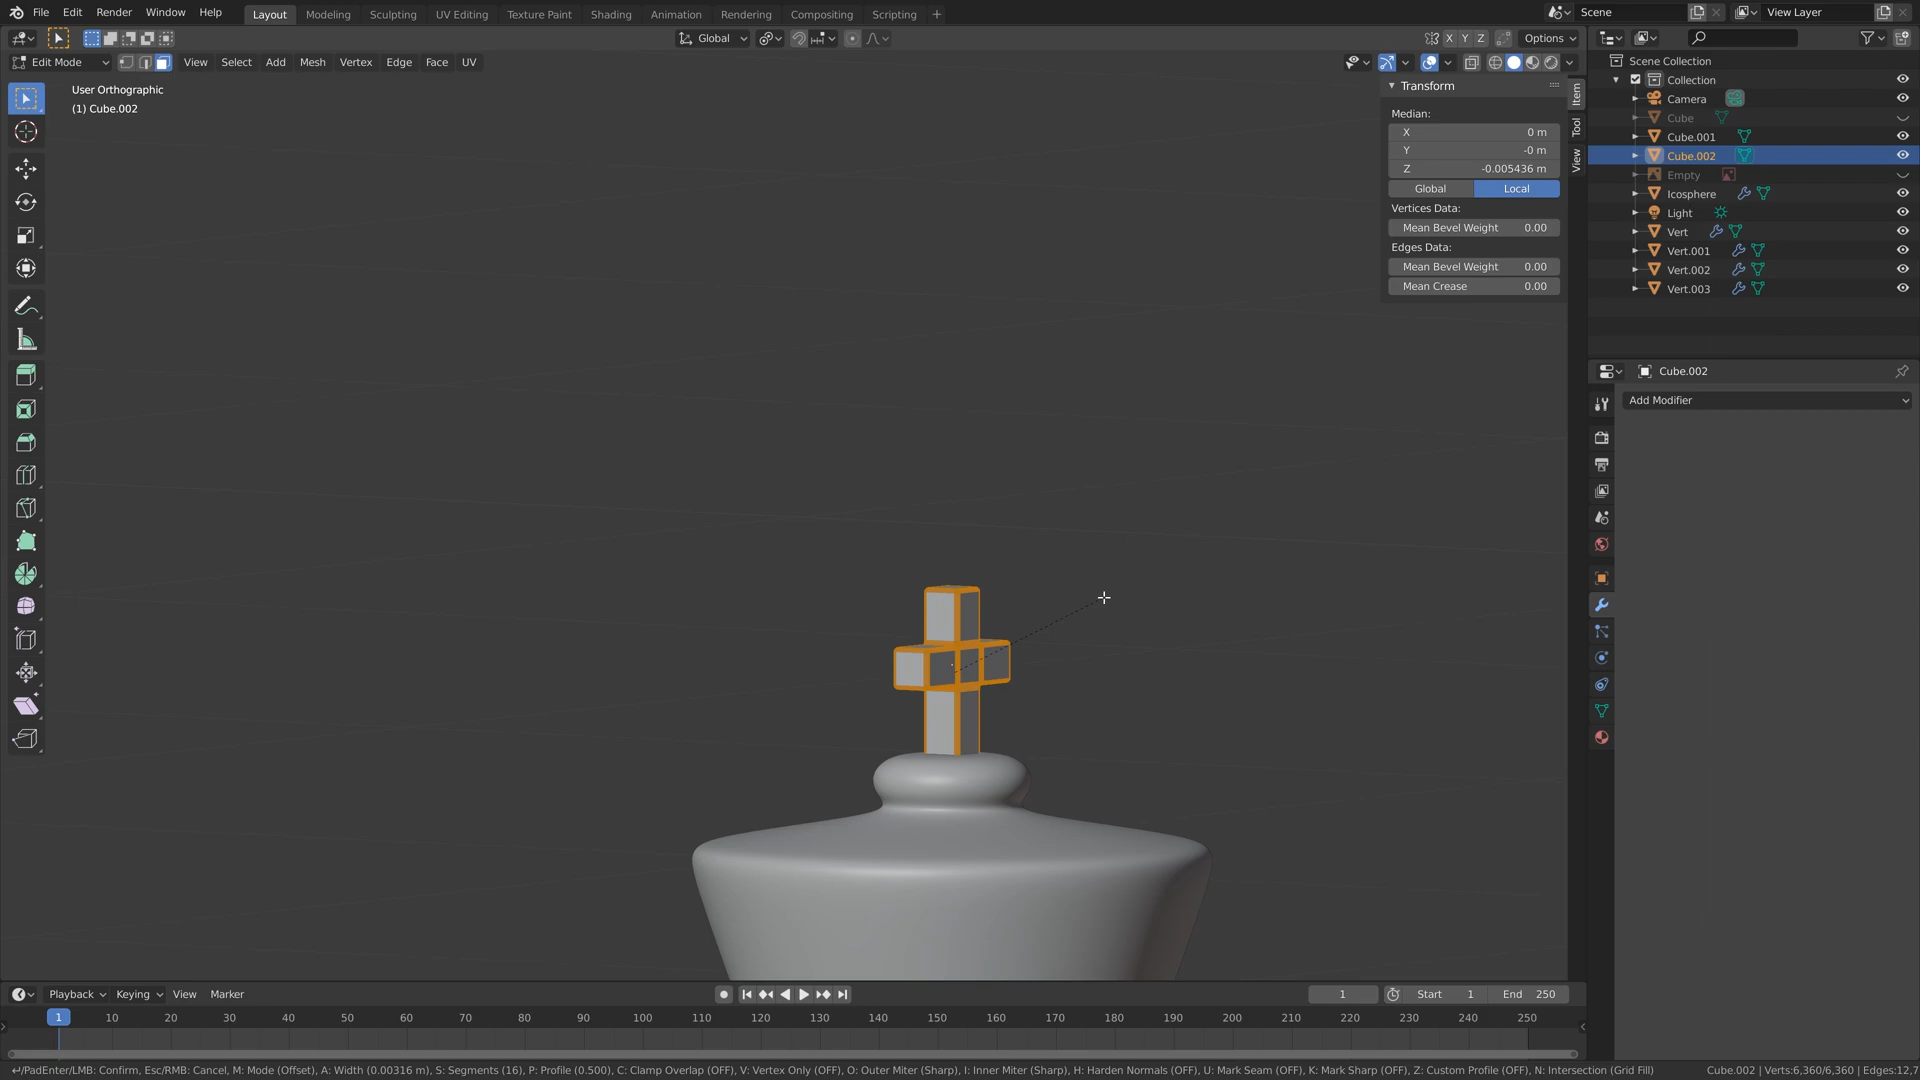 File Edit Render Window Help Layout Modeling Sculpting UV Editing Texture Paint Shading Animation Rendering Compositing Scripting + Scene View Layer
Global X Y Z Options
Edit Mode View Select Add Mesh Vertex Edge Face UV
User Orthographic
(1) Cube.002
Transform
Median:
X 0 m
Y -0 m
Z -0.005436 m
Global Local
Vertices Data:
Mean Bevel Weight 0.00
Edges Data:
Mean Bevel Weight 0.00
Mean Crease 0.00
Item
Tool
View
Scene Collection
Collection
Camera
Cube
Cube.001
Cube.002
Empty
Icosphere
Light
Vert
Vert.001
Vert.002
Vert.003
Cube.002
Add Modifier
Playback Keying View Marker 1 Start 1 End 250
1 10 20 30 40 50 60 70 80 90 100 110 120 130 140 150 160 170 180 190 200 210 220 230 240 250
↵/PadEnter/LMB: Confirm, Esc/RMB: Cancel, M: Mode (Offset), A: Width (0.00316 m), S: Segments (16), P: Profile (0.500), C: Clamp Overlap (OFF), V: Vertex Only (OFF), O: Outer Miter (Sharp), I: Inner Miter (Sharp), H: Harden Normals (OFF), U: Mark Seam (OFF), K: Mark Sharp (OFF), Z: Custom Profile (OFF), N: Intersection (Grid Fill) Cube.002 | Verts:6,360/6,360 | Edges:12,7